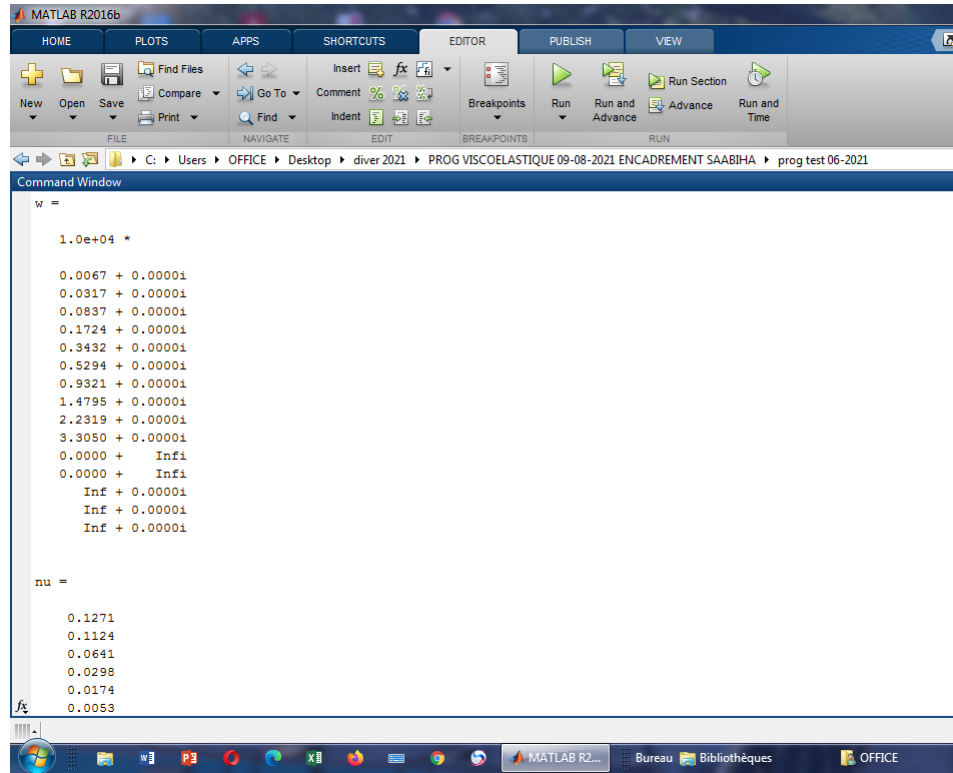 MATLAB R2016b
HOME PLOTS APPS SHORTCUTS EDITOR PUBLISH VIEW
New Open Save Find Files Compare Print
Go To Find
Insert fx Comment Indent
Breakpoints
Run Run and Advance Run Section Advance Run and Time
FILE NAVIGATE EDIT BREAKPOINTS RUN
C: Users OFFICE Desktop diver 2021 PROG VISCOELASTIQUE 09-08-2021 ENCADREMENT SAABIHA prog test 06-2021
Command Window
w =
1.0e+04 *
0.0067 + 0.0000i
0.0317 + 0.0000i
0.0837 + 0.0000i
0.1724 + 0.0000i
0.3432 + 0.0000i
0.5294 + 0.0000i
0.9321 + 0.0000i
1.4795 + 0.0000i
2.2319 + 0.0000i
3.3050 + 0.0000i
0.0000 + Infi
0.0000 + Infi
Inf + 0.0000i
Inf + 0.0000i
Inf + 0.0000i
nu =
0.1271
0.1124
0.0641
0.0298
0.0174
fx 0.0053
MATLAB R2... Bureau Bibliothèques OFFICE